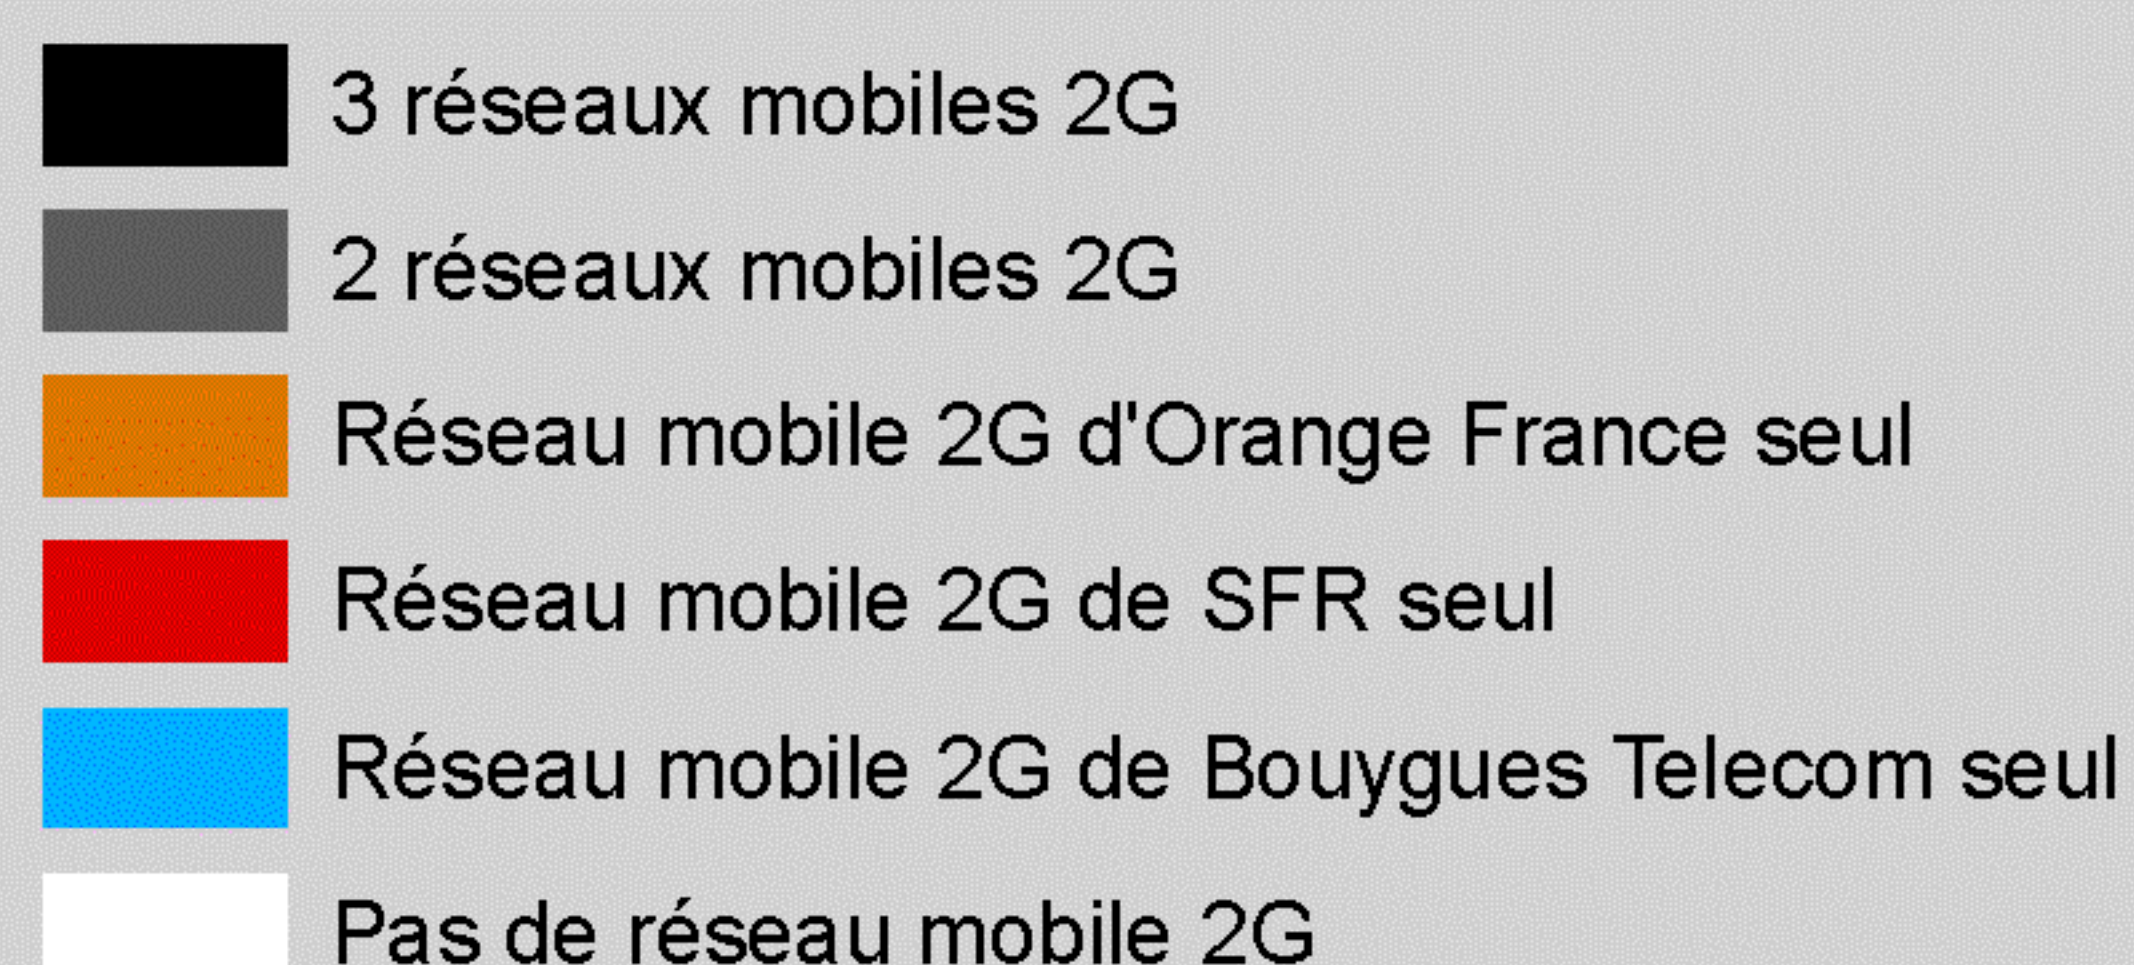 3 réseaux mobiles 2G
2 réseaux mobiles 2G
Réseau mobile 2G d'Orange France seul
Réseau mobile 2G de SFR seul
Réseau mobile 2G de Bouygues Telecom seul
Pas de réseau mobile 2G